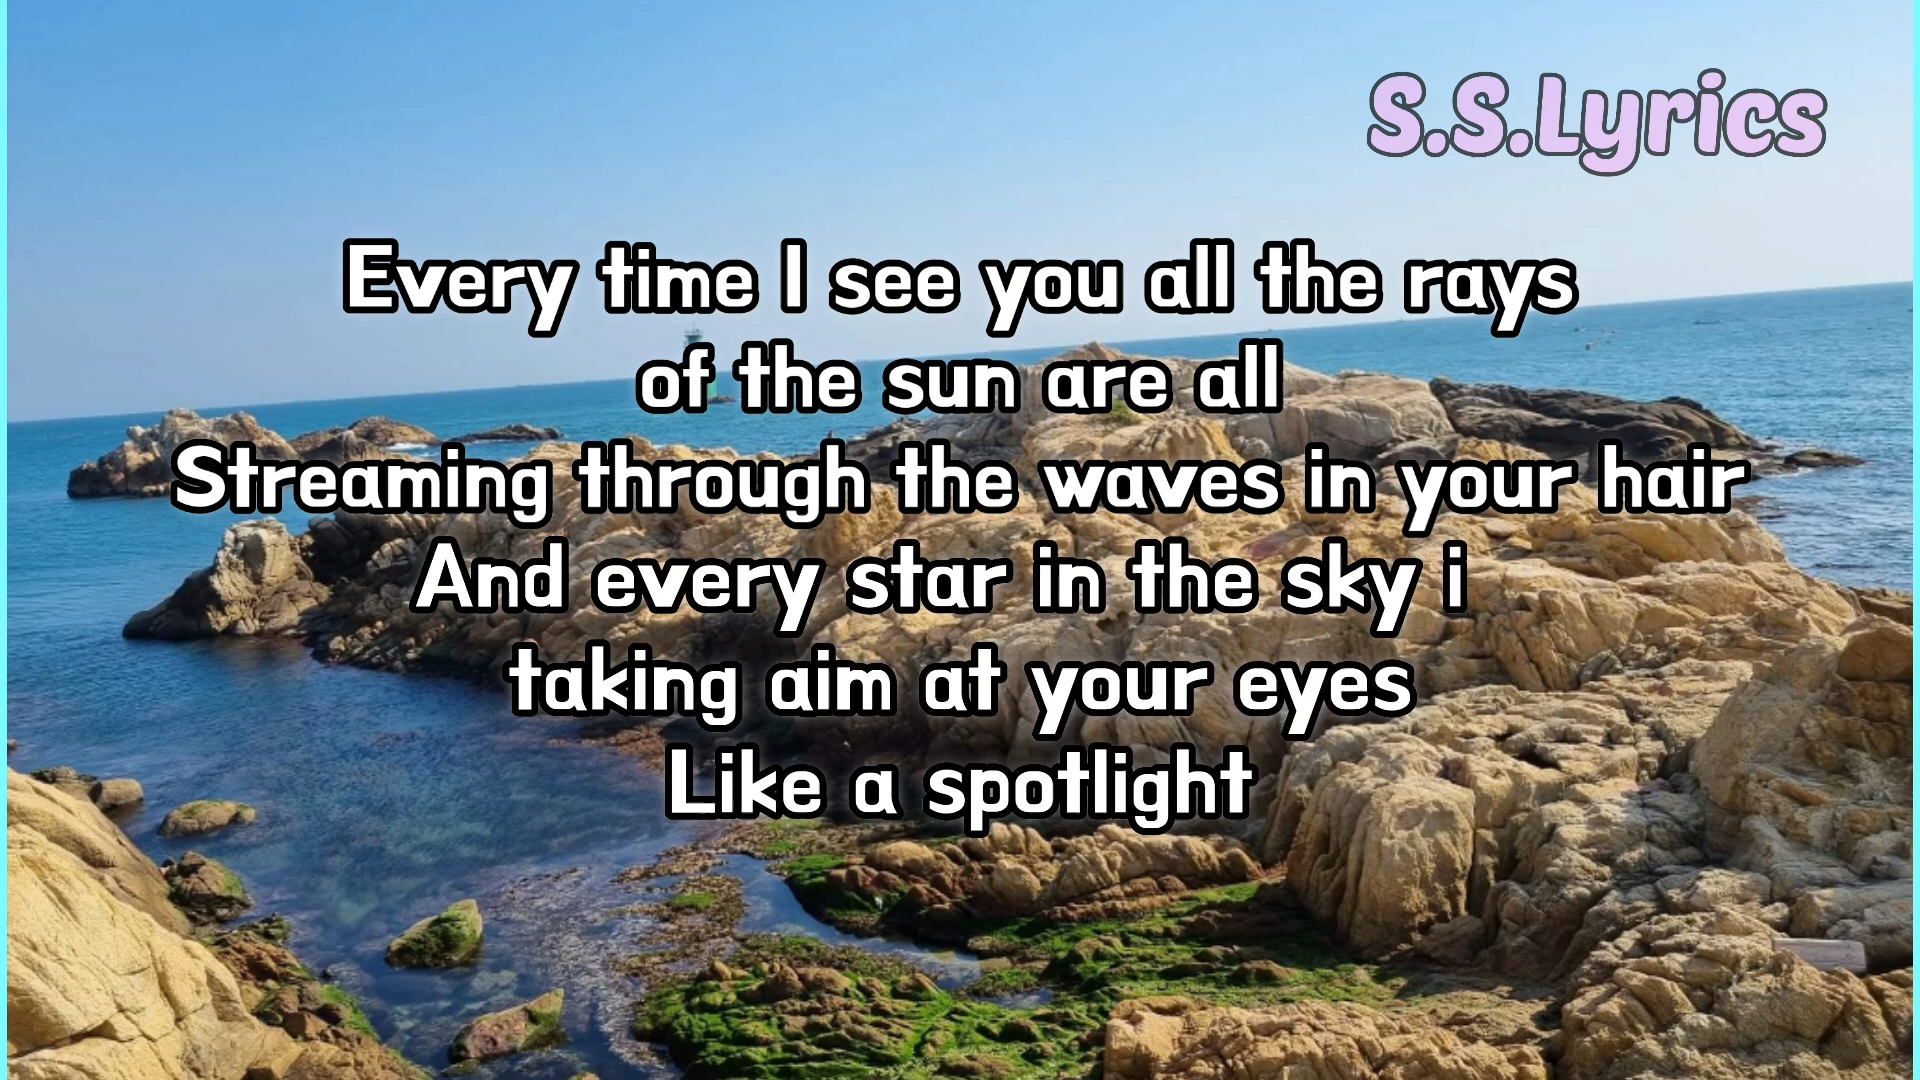 S.S.Lyrics
Every time I see you all the rays
of the sun are all
Streaming through the waves in your hair
And every star in the sky i
taking aim at your eyes
Like a spotlight